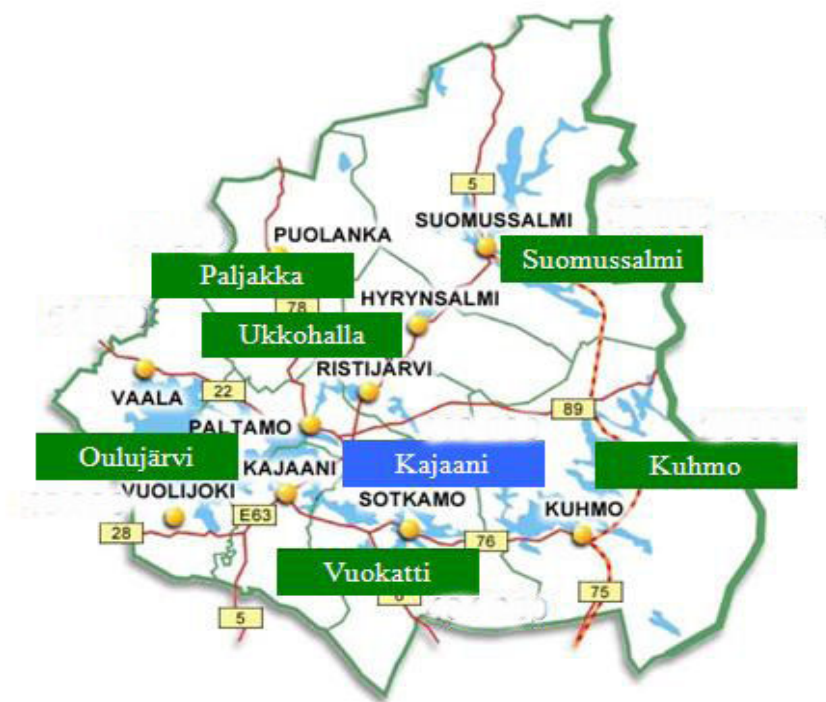 5
SUOMUSSALMI
PUOLANKA
Suomussalmi
Paljakka
HYRYNSALMI
78
Ukkohalla
RISTIJÄRVI
VAALA
22
89
PALTAMO
Oulujärvi
KAJAANI
Kajaani
Kuhmo
VUOLIJOKI
SOTKAMO
KUHMO
E63
28
76
Vuokatti
75
5